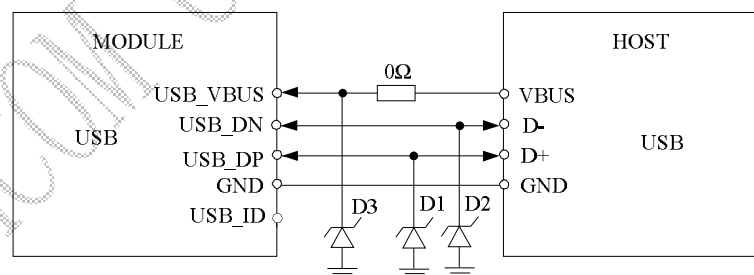 MODULE
HOST
0Ω
USB_VBUS
VBUS
USB_DN
D-
USB
USB
USB_DP
D+
GND
GND
USB_ID
D3
D1
D2